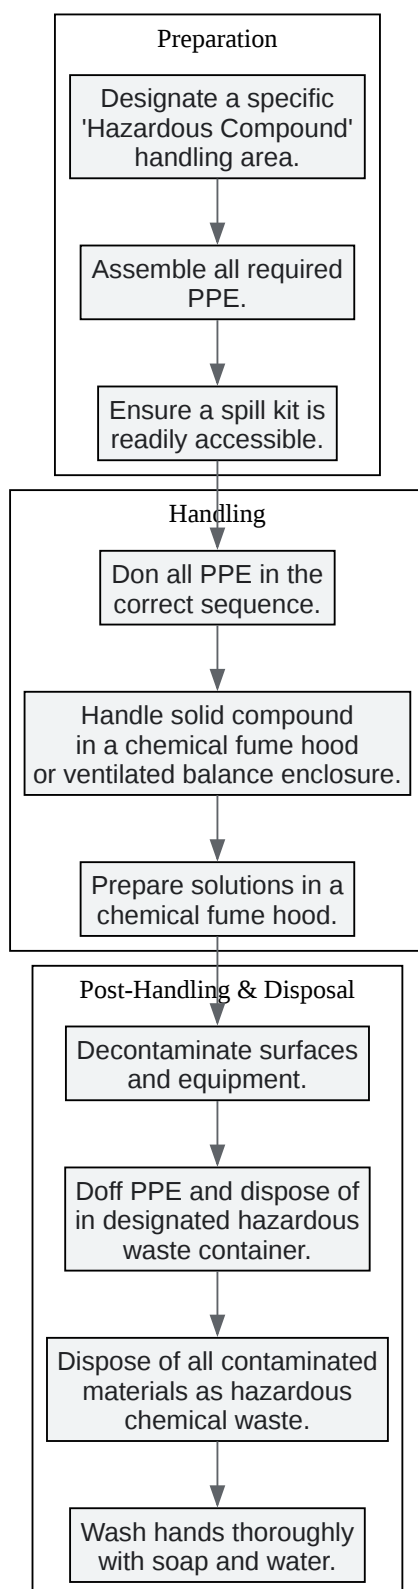 Preparation
Designate a specific
'Hazardous Compound'
handling area.
Assemble all required
PPE.
Ensure a spill kit is
readily accessible.
Handling
Don all PPE in the
correct sequence.
Handle solid compound
in a chemical fume hood
or ventilated balance enclosure.
Prepare solutions in a
chemical fume hood.
Post-Handling & Disposal
Decontaminate surfaces
and equipment.
Doff PPE and dispose of
in designated hazardous
waste container.
Dispose of all contaminated
materials as hazardous
chemical waste.
Wash hands thoroughly
with soap and water.